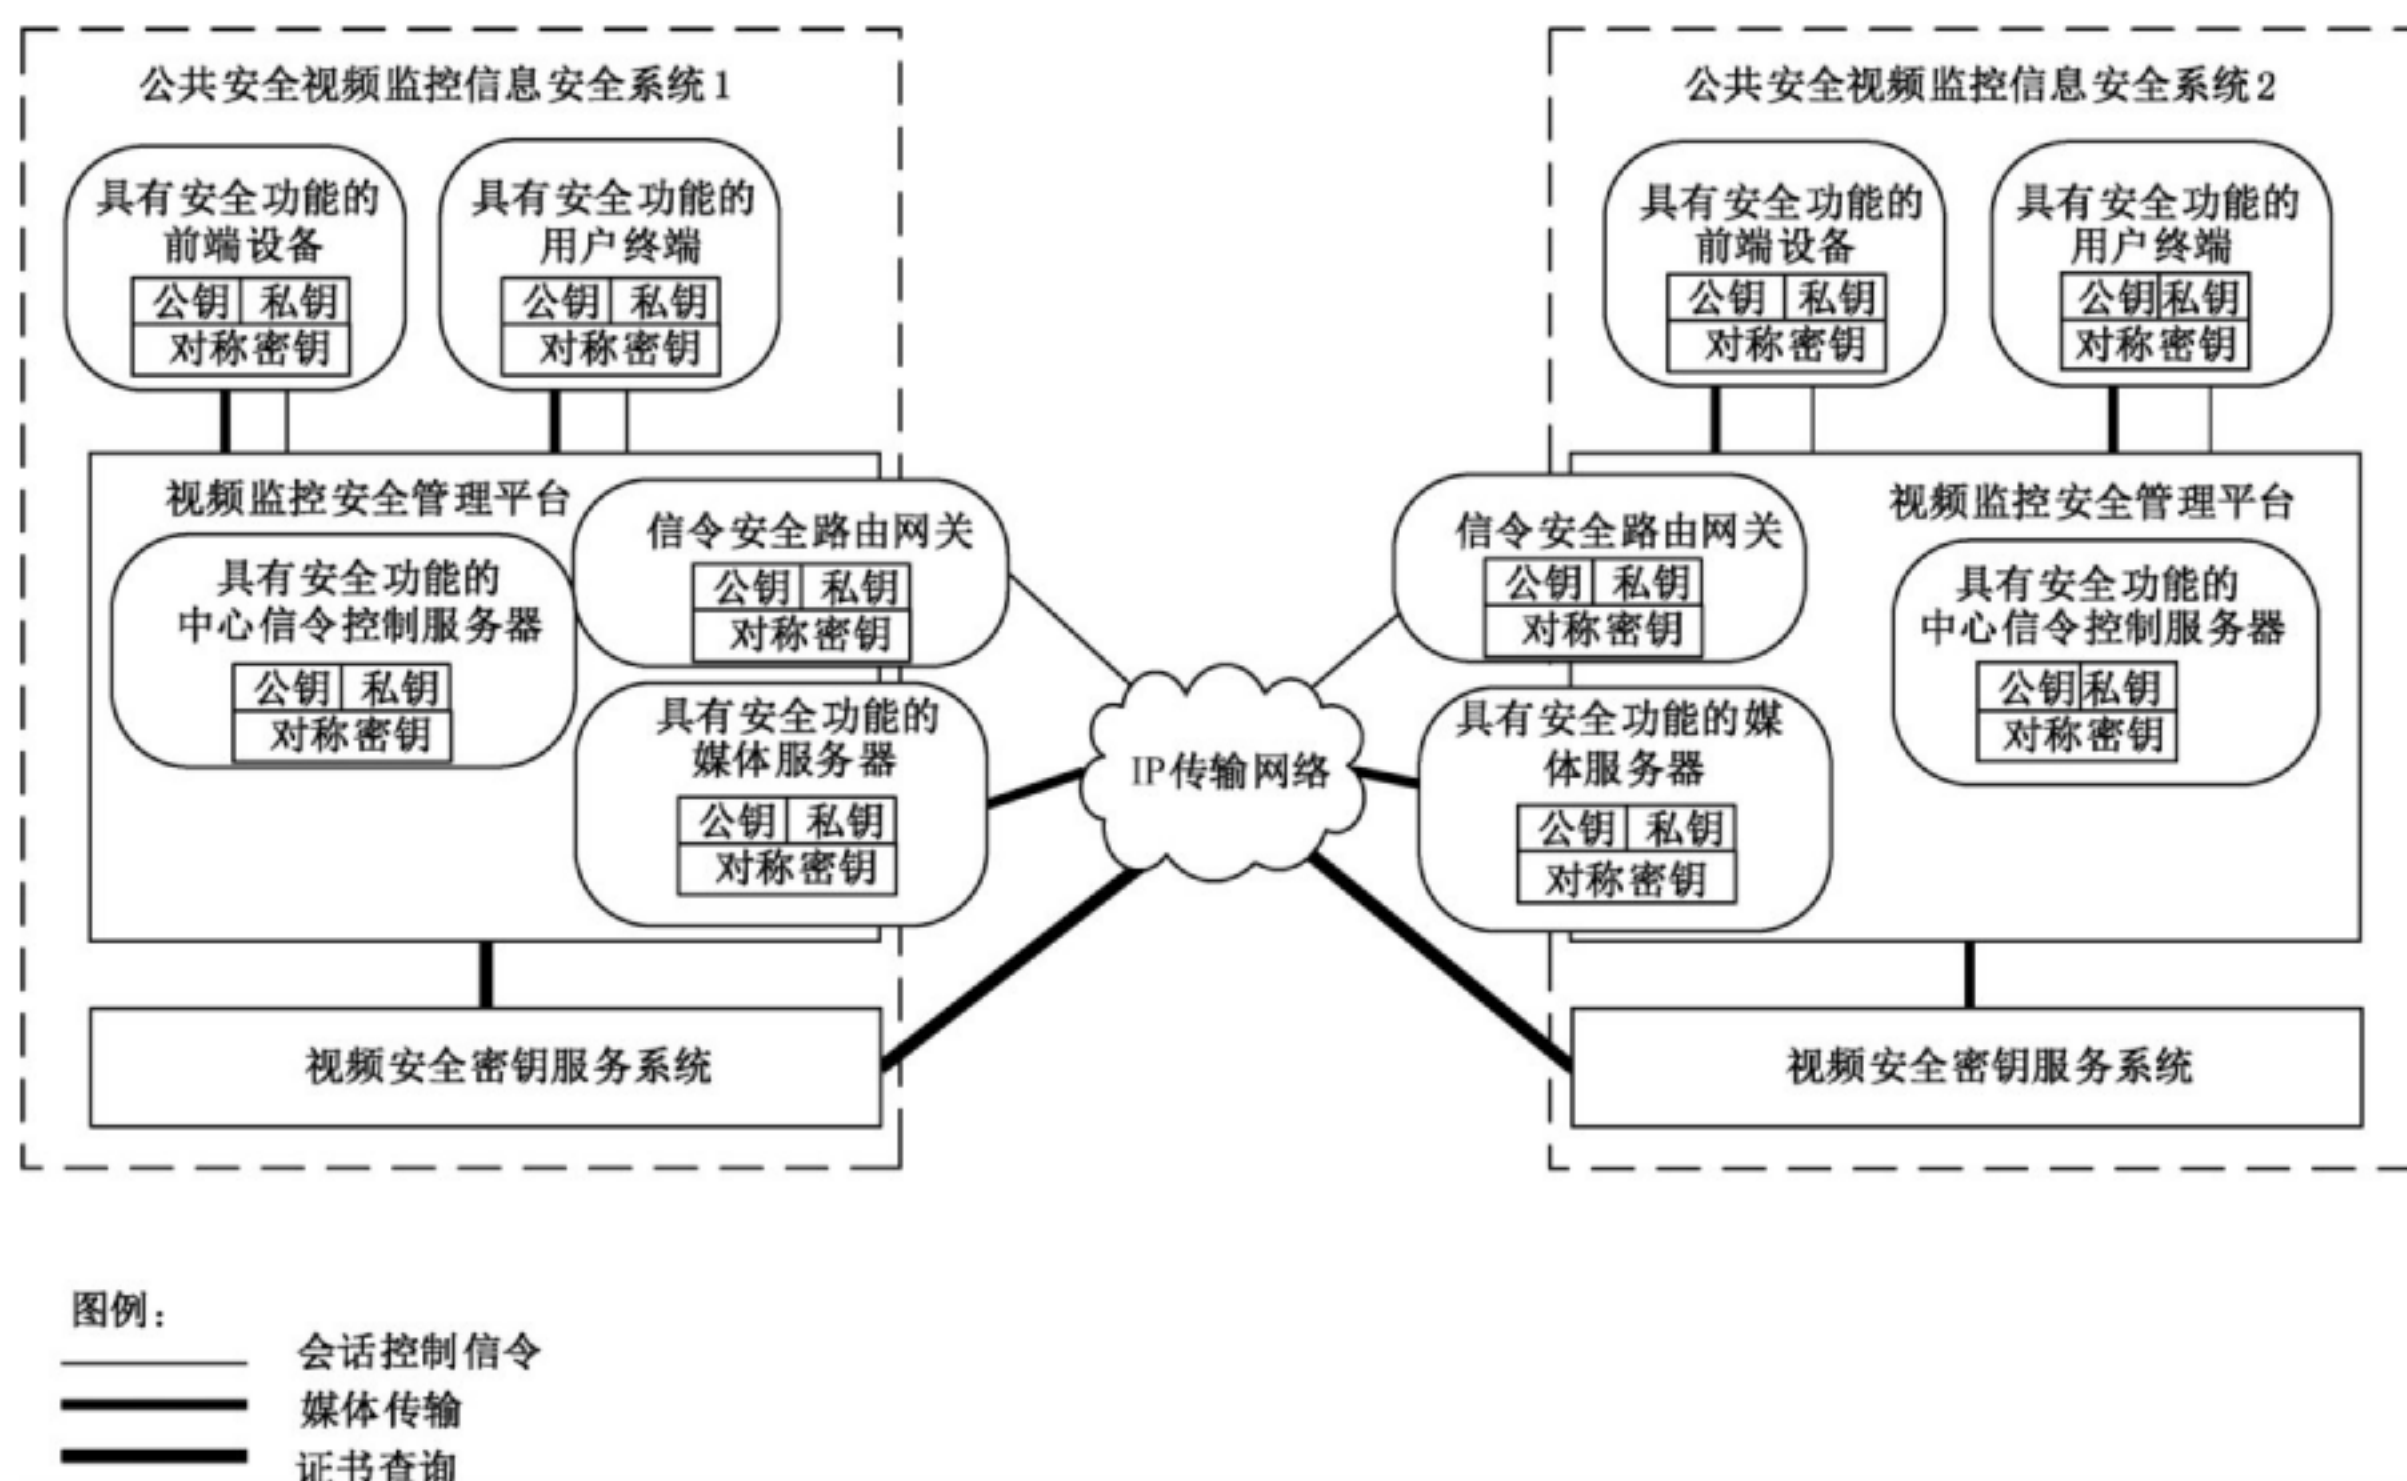 公共安全视频监控信息安全系统1
具有安全功能的
前端设备
公钥 私钥
对称密钥
具有安全功能的
用户终端
公钥 私钥
对称密钥
视频监控安全管理平台
具有安全功能的
中心信令控制服务器
公钥 私钥
对称密钥
信令安全路由网关
公钥 私钥
对称密钥
具有安全功能的
媒体服务器
公钥 私钥
对称密钥
视频安全密钥服务系统
IP传输网络
公共安全视频监控信息安全系统2
具有安全功能的
前端设备
公钥 私钥
对称密钥
具有安全功能的
用户终端
公钥 私钥
对称密钥
信令安全路由网关
公钥 私钥
对称密钥
具有安全功能的媒
体服务器
公钥 私钥
对称密钥
视频监控安全管理平台
具有安全功能的
中心信令控制服务器
公钥 私钥
对称密钥
视频安全密钥服务系统
图例：
会话控制信令
媒体传输
证书查询